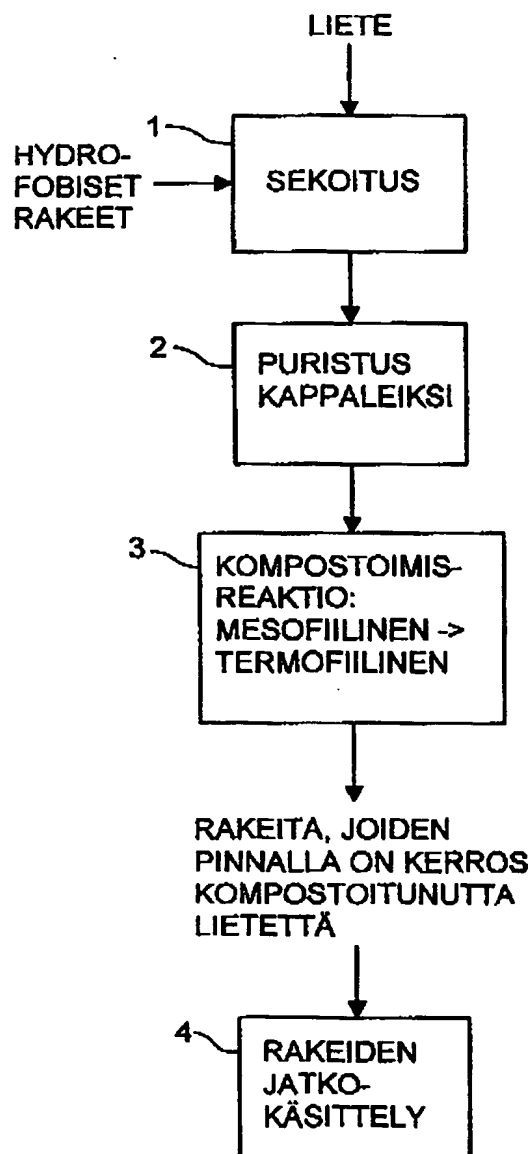 LIETE
1
HYDRO-
FOBISET
RAKEET
SEKOITUS
2
PURISTUS
KAPPALEIKSI
3
KOMPOSTOIMIS-
REAKTIO:
MESOFIILINEN ->
TERMOFIILINEN
RAKEITA, JOIDEN
PINNALLA ON KERROS
KOMPOSTOITUNUTTA
LIETETTÄ
4
RAKEIDEN
JATKO-
KÄSITTELY